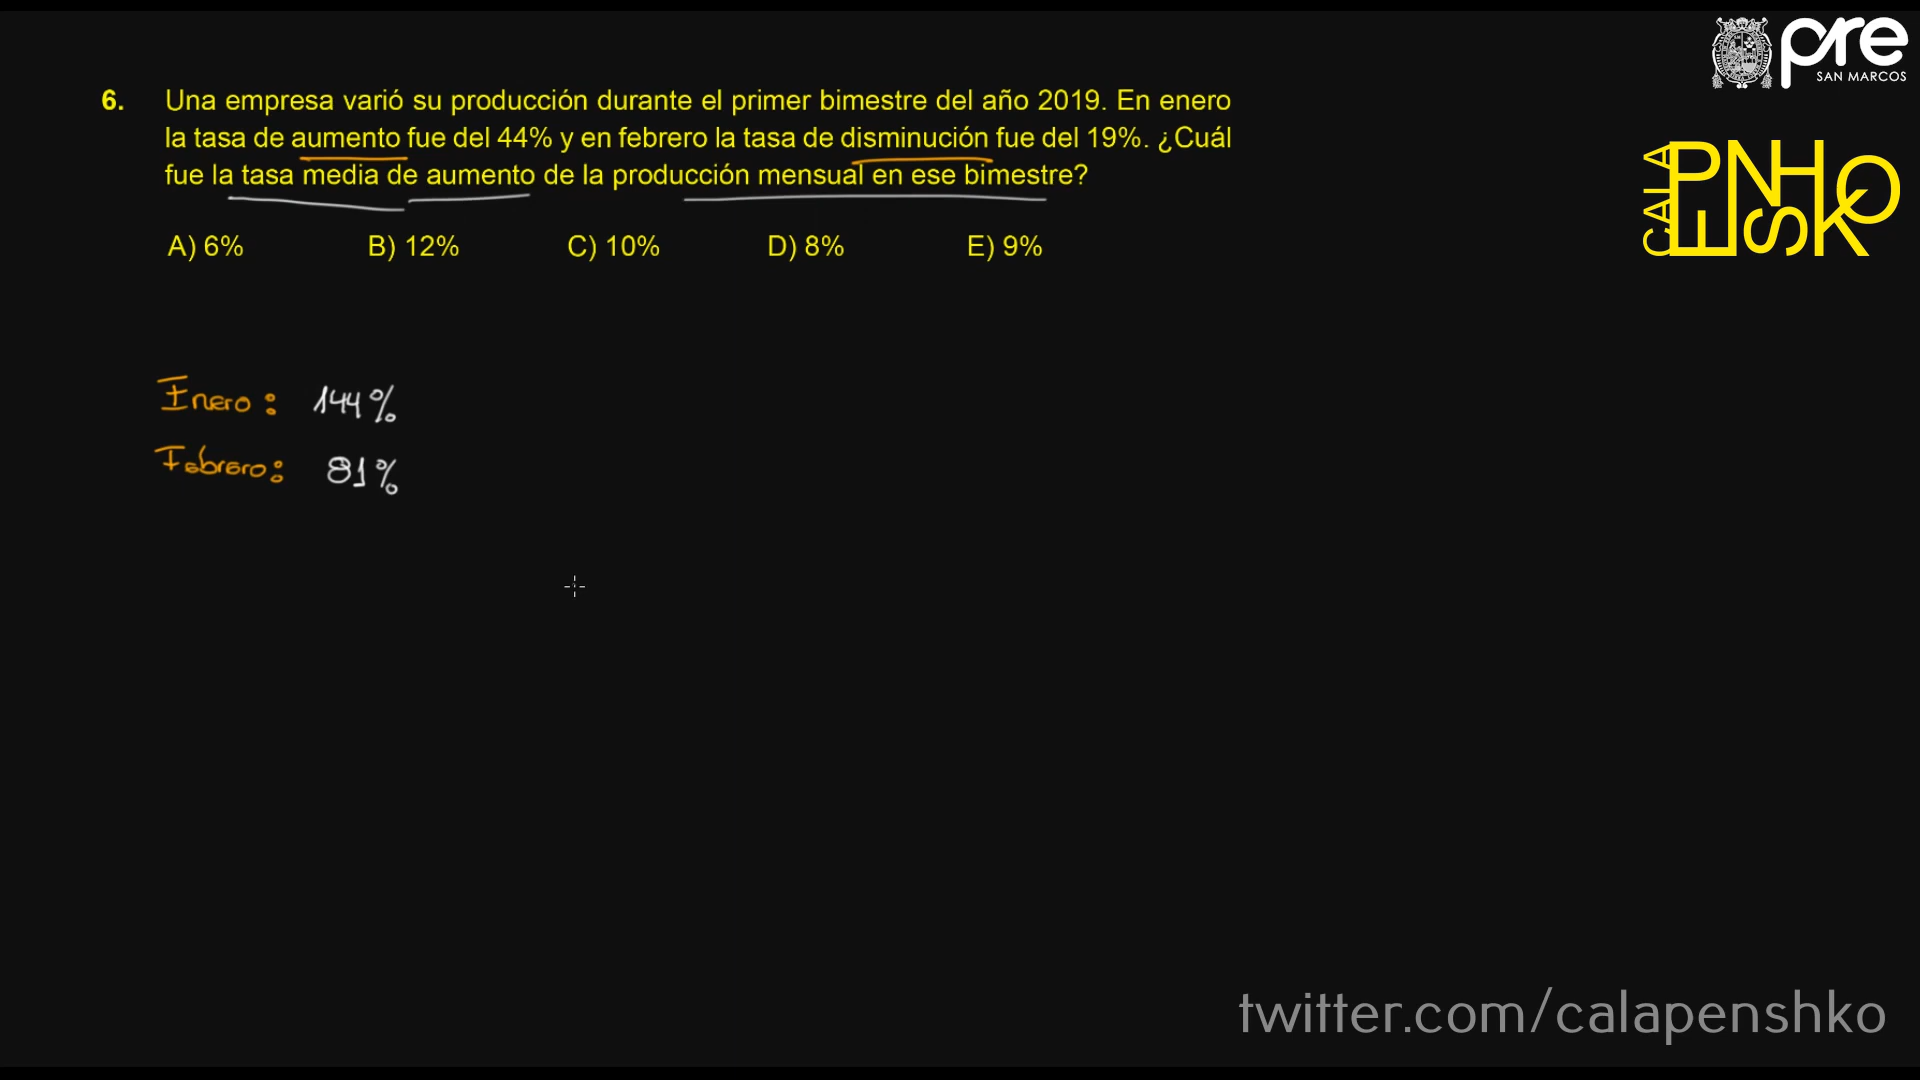 pre
SAN MARCOS
6. Una empresa varió su producción durante el primer bimestre del año 2019. En enero
la tasa de aumento fue del 44% y en febrero la tasa de disminución fue del 19%. ¿Cuál
fue la tasa media de aumento de la producción mensual en ese bimestre?
CALA
PENSHKO
A) 6% B) 12% C) 10% D) 8% E) 9%
Enero: 144%
Febrero: 81%
twitter.com/calapenshko